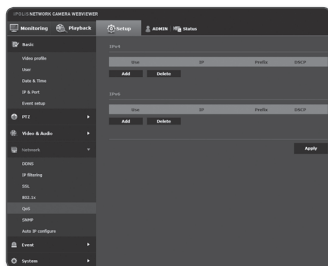 iPOLiS NETWORK CAMERA WEBVIEWER
Monitoring
Playback
Setup
ADMIN
Status
Basic
Video profile
User
Date & Time
IP & Port
Event setup
PTZ
Video & Audio
Network
DDNS
IP filtering
SSL
802.1x
QoS
SNMP
Auto IP configure
Event
System
IPv4
Use IP Prefix DSCP
Add Delete
IPv6
Use IP Prefix DSCP
Add Delete
Apply